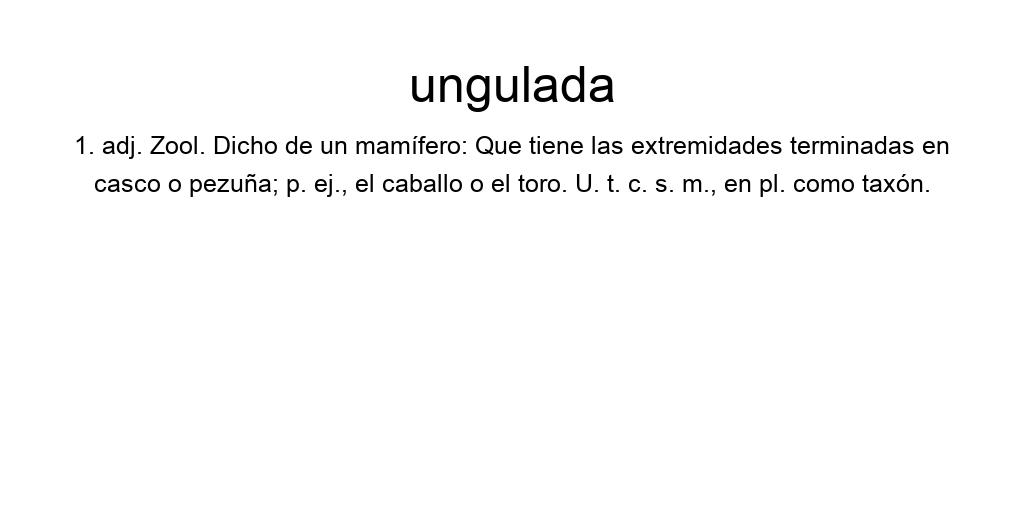 ungulada
1. adj. Zool. Dicho de un mamífero: Que tiene las extremidades terminadas en
casco o pezuña; p. ej., el caballo o el toro. U. t. c. s. m., en pl. como taxón.